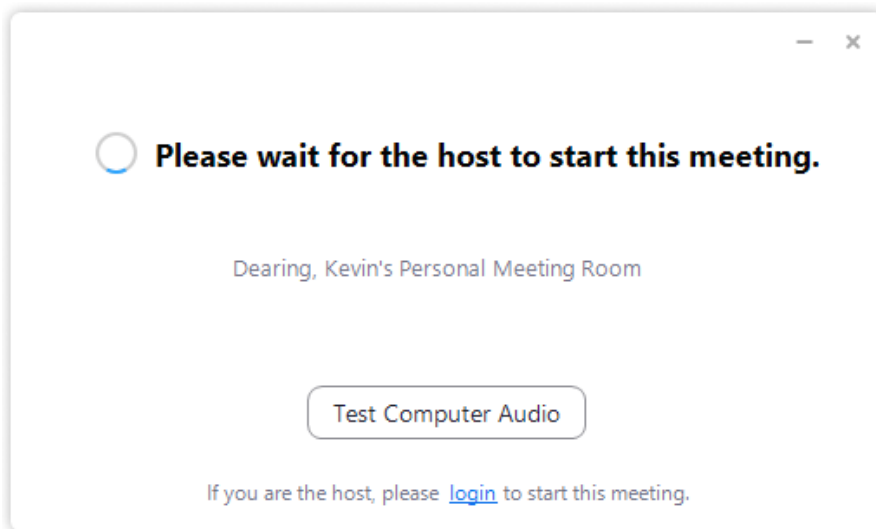 Please wait for the host to start this meeting.
Dearing, Kevin's Personal Meeting Room
Test Computer Audio
If you are the host, please login to start this meeting.